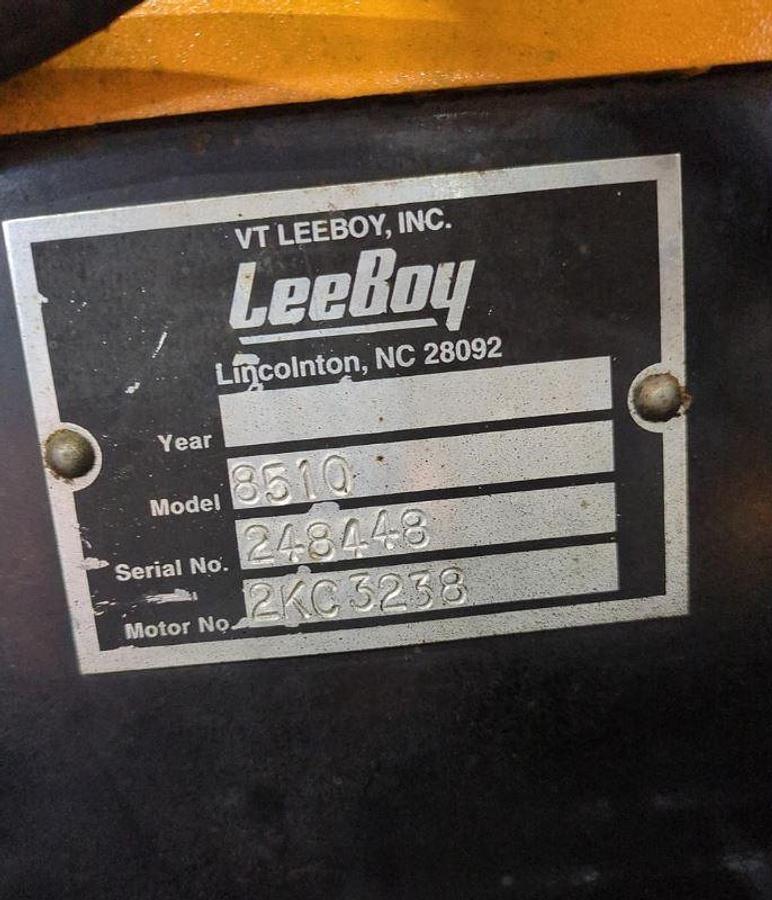 VT LEEBOY, INC.
LeeBoy
Lincolnton, NC 28092
Year
Model 8510
Serial No. 248448
Motor No. 2KC3238